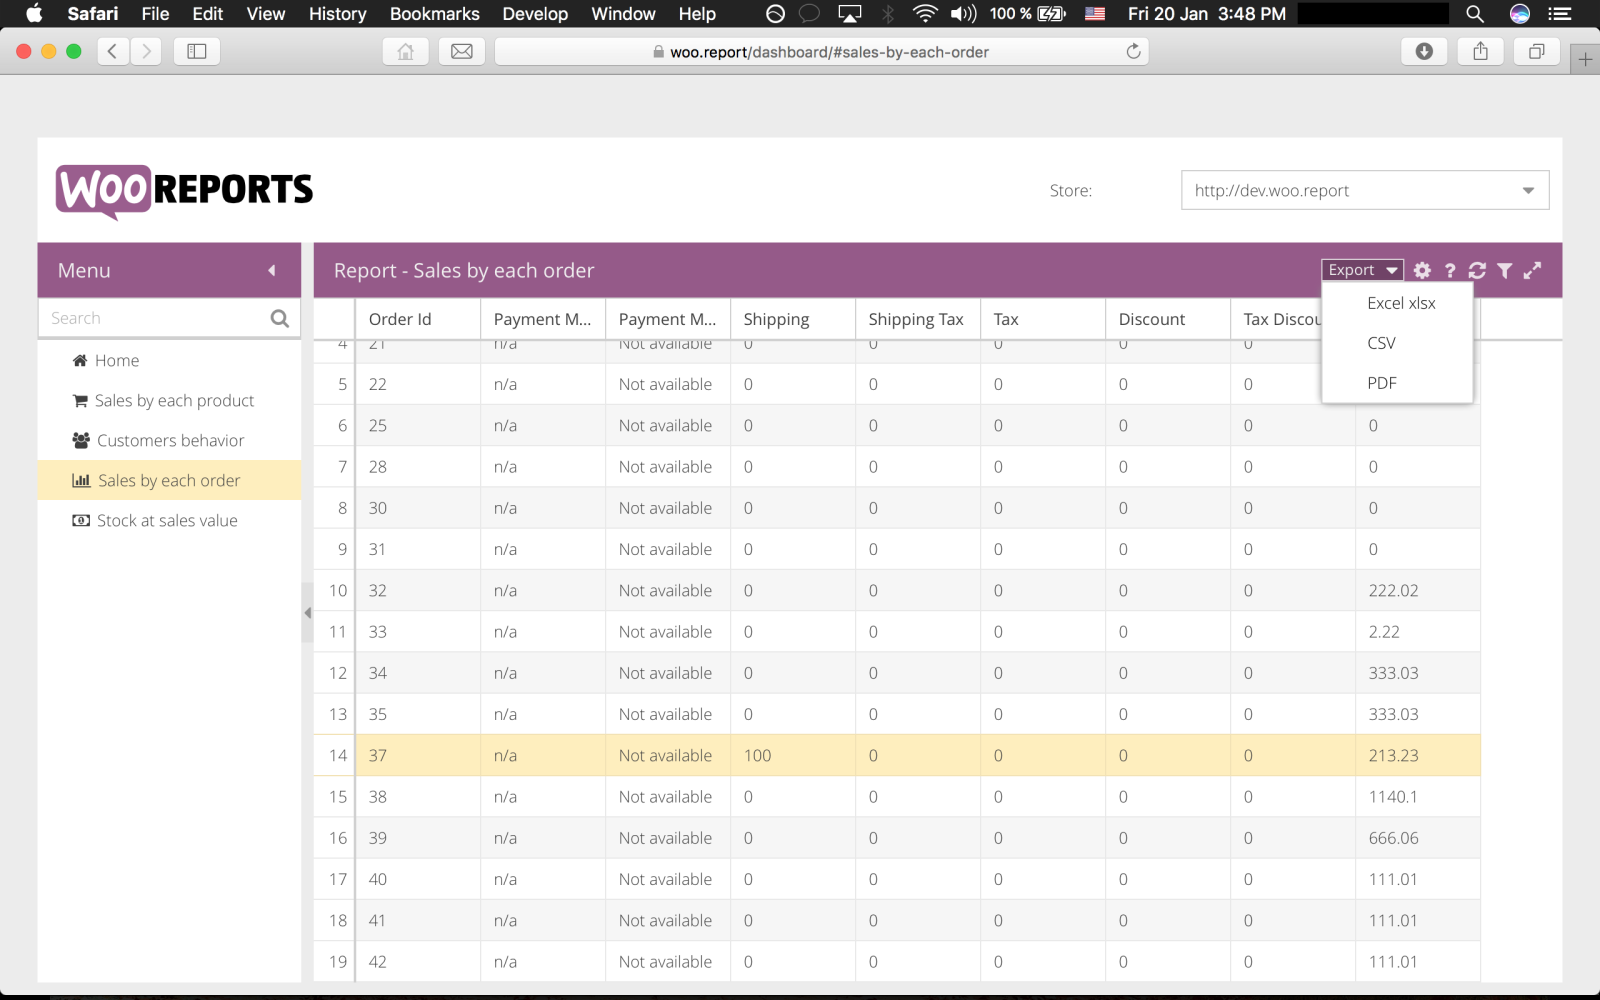 Safari File Edit View History Bookmarks Develop Window Help 100 % Fri 20 Jan 3:48 PM
woo.report/dashboard/#sales-by-each-order
WOO REPORTS
Store: http://dev.woo.report
Menu
Report - Sales by each order
Export ?
Search
Home
Sales by each product
Customers behavior
Sales by each order
Stock at sales value
Excel xlsx
CSV
PDF
Order Id Payment M... Payment M... Shipping Shipping Tax Tax Discount Tax Discou
4 21 n/a Not available 0 0 0 0 0
5 22 n/a Not available 0 0 0 0 0
6 25 n/a Not available 0 0 0 0 0 0
7 28 n/a Not available 0 0 0 0 0 0
8 30 n/a Not available 0 0 0 0 0 0
9 31 n/a Not available 0 0 0 0 0 0
10 32 n/a Not available 0 0 0 0 0 222.02
11 33 n/a Not available 0 0 0 0 0 2.22
12 34 n/a Not available 0 0 0 0 0 333.03
13 35 n/a Not available 0 0 0 0 0 333.03
14 37 n/a Not available 100 0 0 0 0 213.23
15 38 n/a Not available 0 0 0 0 0 1140.1
16 39 n/a Not available 0 0 0 0 0 666.06
17 40 n/a Not available 0 0 0 0 0 111.01
18 41 n/a Not available 0 0 0 0 0 111.01
19 42 n/a Not available 0 0 0 0 0 111.01